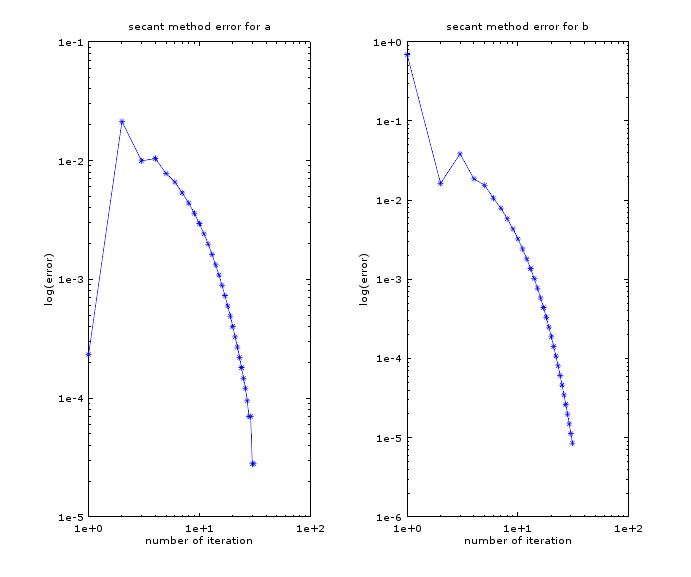 secant method error for a
1e-1
1e-2
1e-3
1e-4
1e-5
log(error)
1e+0
1e+1
1e+2
number of iteration
secant method error for b
1e+0
1e-1
1e-2
1e-3
1e-4
1e-5
1e-6
log(error)
1e+0
1e+1
1e+2
number of iteration